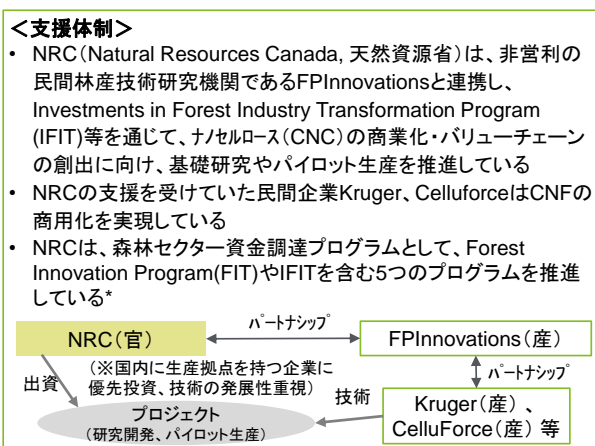 ＜支援体制＞
• NRC（Natural Resources Canada, 天然資源省）は、非営利の
民間林産技術研究機関であるFPInnovationsと連携し、
Investments in Forest Industry Transformation Program
(IFIT)等を通じて、ﾅﾉｾﾙﾛｰｽ（CNC）の商業化・バリューチェーン
の創出に向け、基礎研究やパイロット生産を推進している
• NRCの支援を受けていた民間企業Kruger、CelluforceはCNFの
商用化を実現している
• NRCは、森林セクター資金調達プログラムとして、Forest
Innovation Program(FIT)やIFITを含む5つのプログラムを推進
している*
ﾊﾟｰﾄﾅｼｯﾌﾟ
NRC（官）
FPInnovations（産）
（※国内に生産拠点を持つ企業に
優先投資、技術の発展性重視）
出資
ﾊﾟｰﾄﾅｼｯﾌﾟ
技術
プロジェクト
（研究開発、パイロット生産）
Kruger（産）、
CelluForce（産） 等